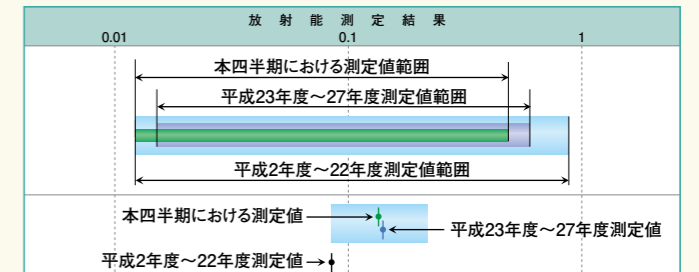 放射能測定結果
0.01 0.1 1
本四半期における測定値範囲
平成23年度～27年度測定値範囲
平成2年度～22年度測定値範囲
本四半期における測定値
平成23年度～27年度測定値
平成2年度～22年度測定値